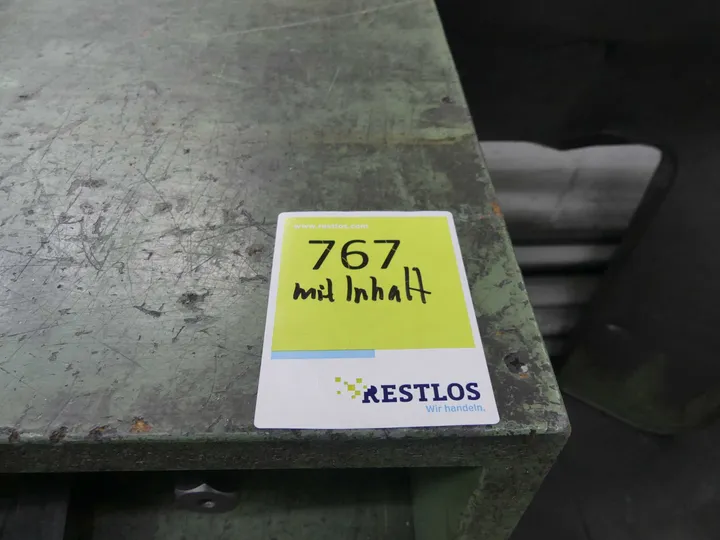 www.restlos.com
767
mit Inhalt
RESTLOS
Wir handeln.